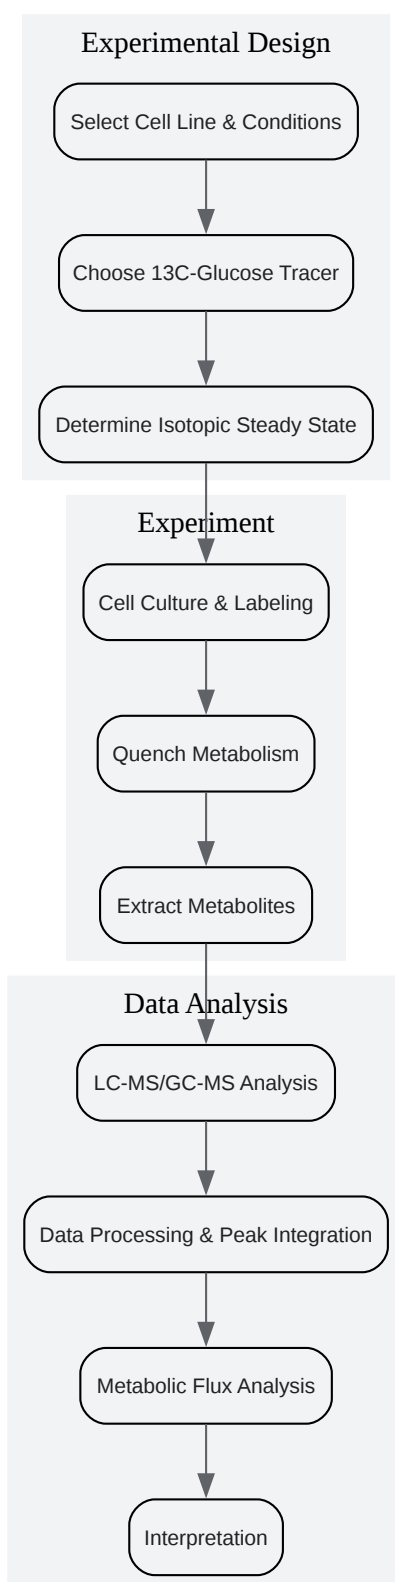 Experimental Design
Select Cell Line & Conditions
Choose 13C-Glucose Tracer
Determine Isotopic Steady State
Experiment
Cell Culture & Labeling
Quench Metabolism
Extract Metabolites
Data Analysis
LC-MS/GC-MS Analysis
Data Processing & Peak Integration
Metabolic Flux Analysis
Interpretation